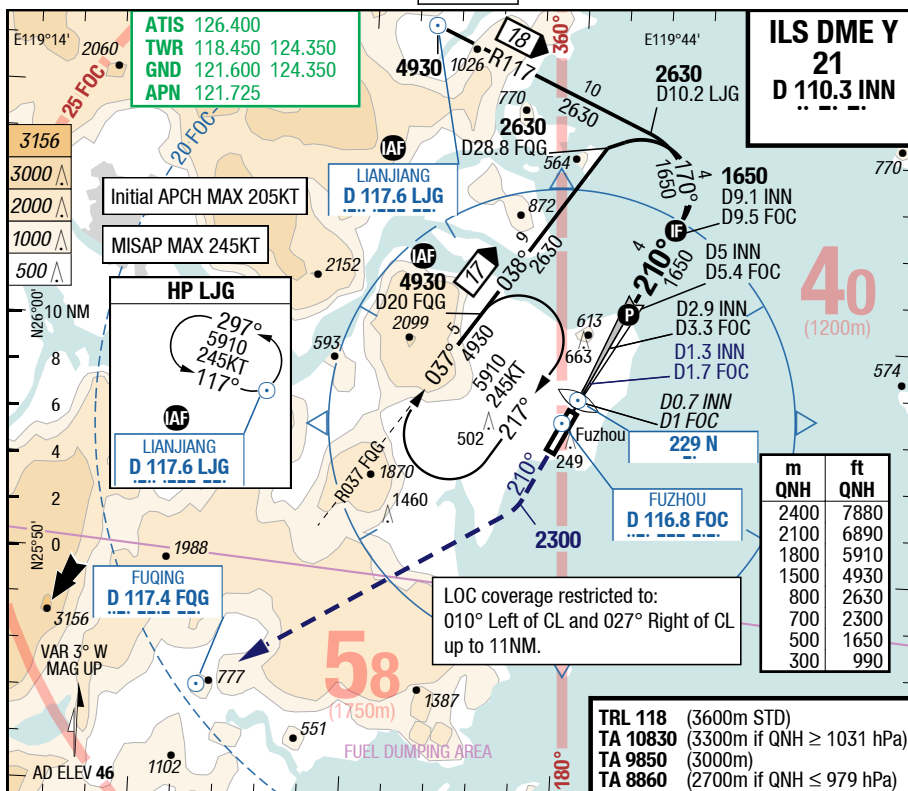 ATIS 126.400
TWR 118.450 124.350
GND 121.600 124.350
APN 121.725
ILS DME Y
21
D 110.3 INN
E119°14'
2060
25 FOC
20 FOC
4930
1026
R117
18
360°
E119°44'
10
2630
2630
D10.2 LJG
770
2630
D28.8 FQG
564
770
3156
3000
2000
1000
500
IAF
LIANJIANG
D 117.6 LJG
Initial APCH MAX 205KT
MISAP MAX 245KT
170°
4
1650
1650
D9.1 INN
D9.5 FOC
IF
872
9
038°
2630
17
IAF
4930
D20 FQG
2099
2152
4
210°
1650
D5 INN
D5.4 FOC
P
D2.9 INN
D3.3 FOC
D1.3 INN
D1.7 FOC
40
(1200m)
HP LJG
297°
5910
245KT
117°
IAF
LIANJIANG
D 117.6 LJG
N26°00'
10 NM
8
6
4
2
0
N25°50'
593
037°
5
4930
5910
245KT
217°
613
663
574
D0.7 INN
D1 FOC
229 N
502
Fuzhou
249
R037 FQG
1870
1460
210°
2300
FUZHOU
D 116.8 FOC
m ft
QNH QNH
2400 7880
2100 6890
1800 5910
1500 4930
800 2630
700 2300
500 1650
300 990
1988
FUQING
D 117.4 FQG
3156
VAR 3° W
MAG UP
LOC coverage restricted to:
010° Left of CL and 027° Right of CL
up to 11NM.
777
58
(1750m)
1387
551
FUEL DUMPING AREA
1102
AD ELEV 46
180°
TRL 118 (3600m STD)
TA 10830 (3300m if QNH ≥ 1031 hPa)
TA 9850 (3000m)
TA 8860 (2700m if QNH ≤ 979 hPa)